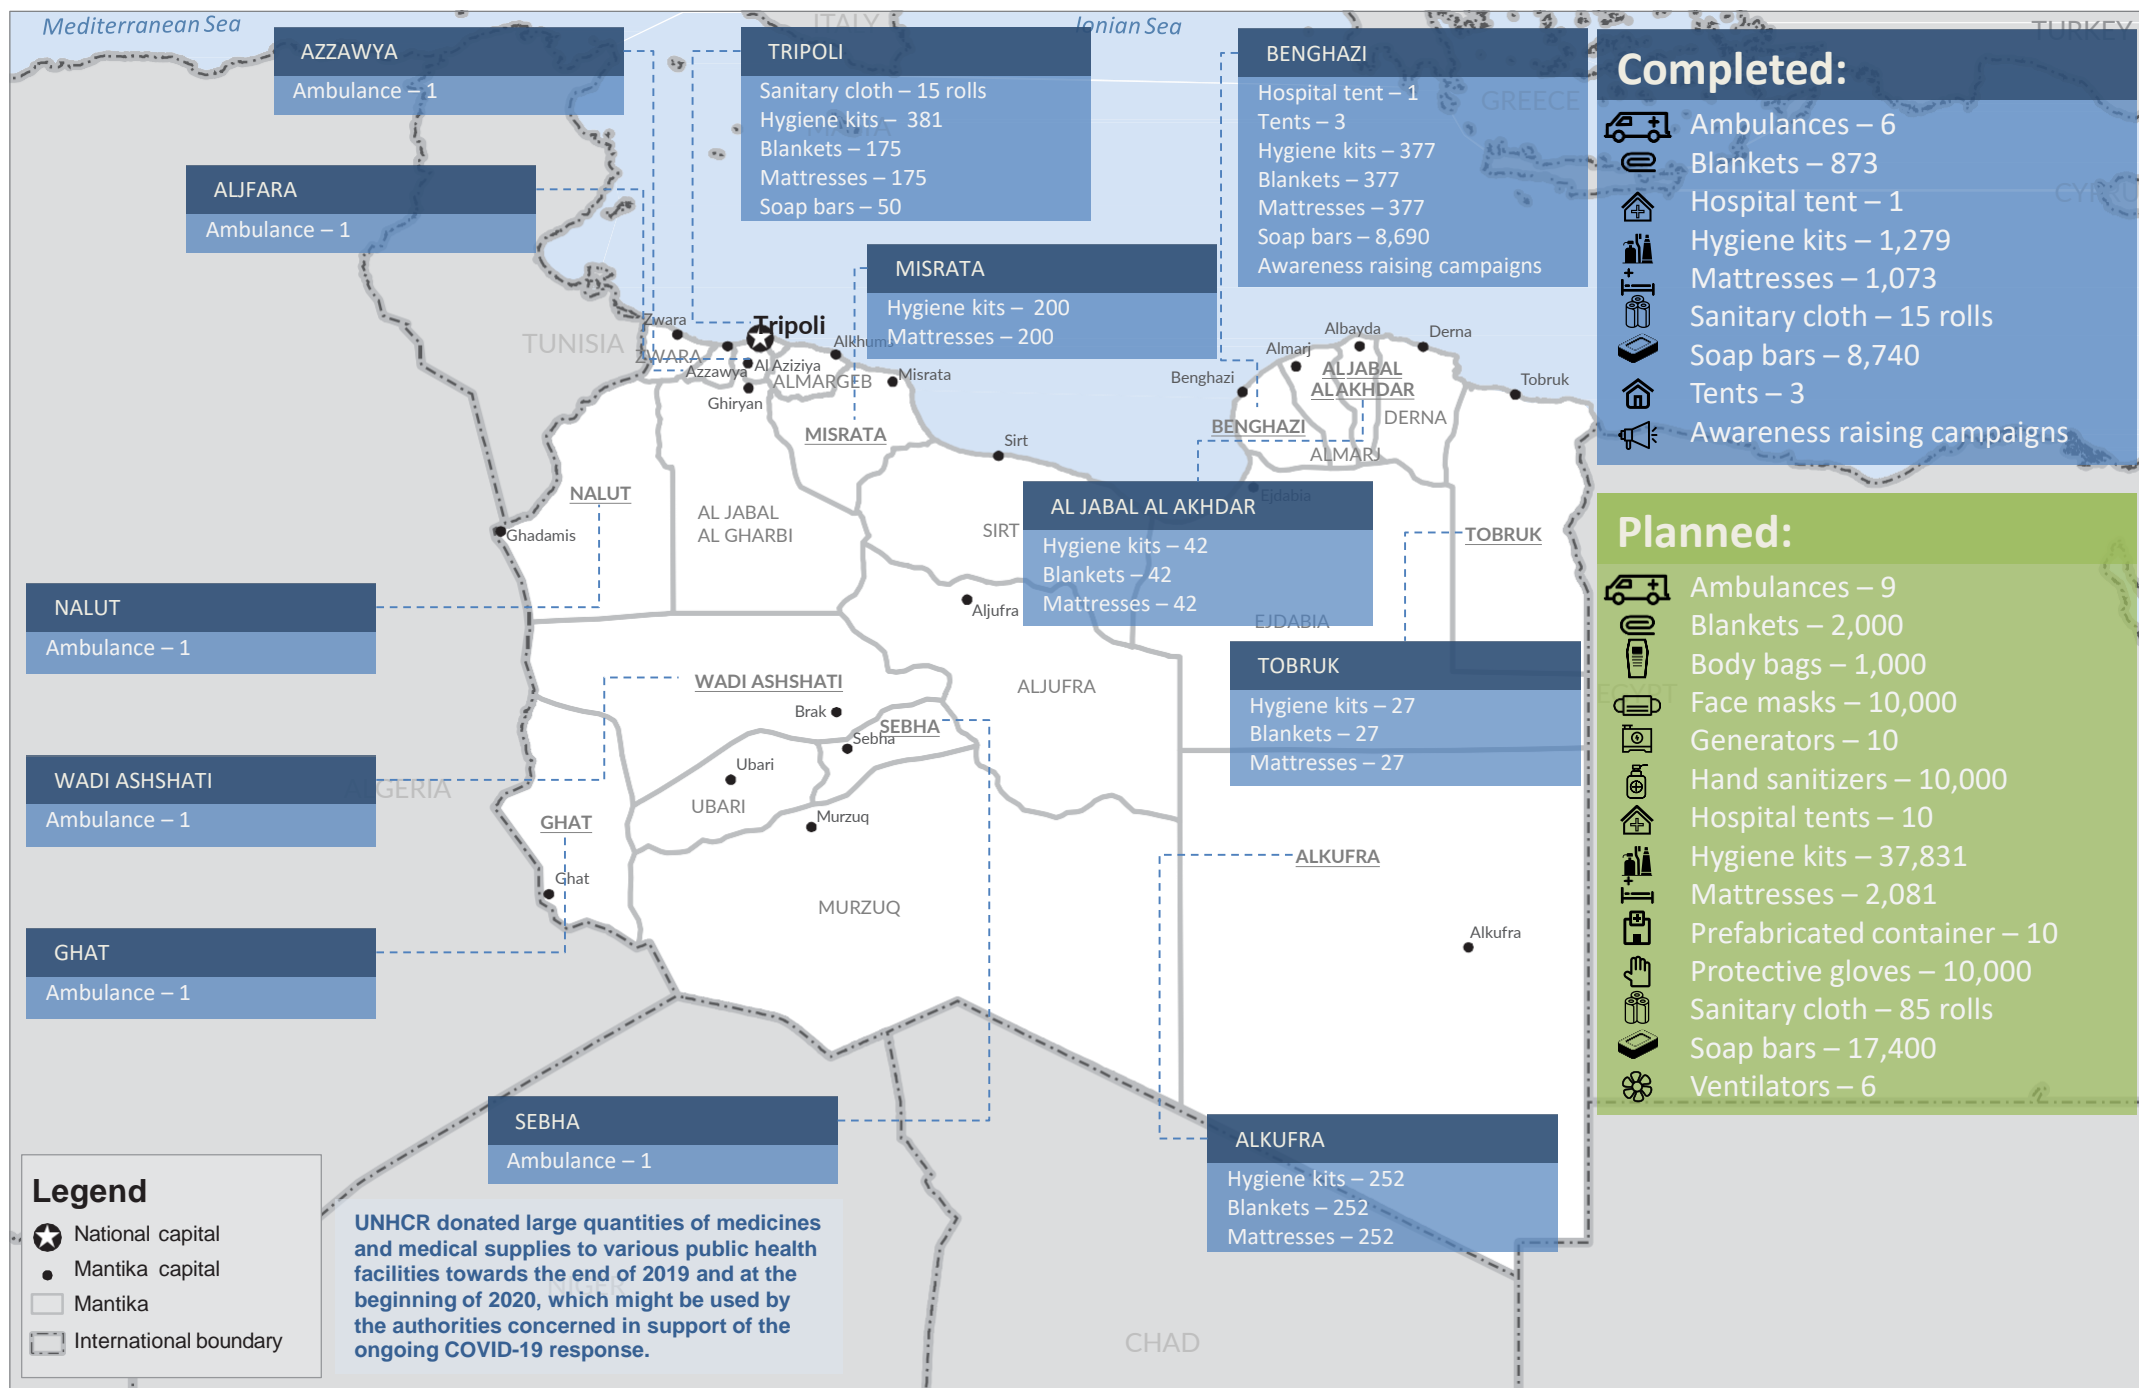 Mediterranean Sea
ITALY
Ionian Sea
TURKEY
GREECE
MALTA
AZZAWYA
Ambulance – 1
ALJFARA
Ambulance – 1
TRIPOLI
Sanitary cloth – 15 rolls
Hygiene kits – 381
Blankets – 175
Mattresses – 175
Soap bars – 50
MISRATA
Hygiene kits – 200
Mattresses – 200
BENGHAZI
Hospital tent – 1
Tents – 3
Hygiene kits – 377
Blankets – 377
Mattresses – 377
Soap bars – 8,690
Awareness raising campaigns
Completed:
Ambulances – 6
Blankets – 873
Hospital tent – 1
Hygiene kits – 1,279
Mattresses – 1,073
Sanitary cloth – 15 rolls
Soap bars – 8,740
Tents – 3
Awareness raising campaigns
Planned:
Ambulances – 9
Blankets – 2,000
Body bags – 1,000
Face masks – 10,000
Generators – 10
Hand sanitizers – 10,000
Hospital tents – 10
Hygiene kits – 37,831
Mattresses – 2,081
Prefabricated container – 10
Protective gloves – 10,000
Sanitary cloth – 85 rolls
Soap bars – 17,400
Ventilators – 6
TUNISIA
Zwara
ZWARA
Tripoli
Azzawya
Al Aziziya
Alkhums
ALMARGEB
Misrata
Ghiryan
MISRATA
Sirt
Benghazi
Almarj
Albayda
Derna
Tobruk
ALJABAL
ALAKHDAR
DERNA
BENGHAZI
ALMARJ
Ejdabia
NALUT
Ghadamis
AL JABAL
AL GHARBI
SIRT
TOBRUK
AL JABAL AL AKHDAR
Hygiene kits – 42
Blankets – 42
Mattresses – 42
EJDABIA
Aljufra
ALJUFRA
NALUT
Ambulance – 1
TOBRUK
Hygiene kits – 27
Blankets – 27
Mattresses – 27
EGYPT
WADI ASHSHATI
Brak
SEBHA
Sebha
Ubari
UBARI
WADI ASHSHATI
Ambulance – 1
ALGERIA
GHAT
Murzuq
ALKUFRA
Ghat
MURZUQ
Alkufra
GHAT
Ambulance – 1
SEBHA
Ambulance – 1
ALKUFRA
Hygiene kits – 252
Blankets – 252
Mattresses – 252
Legend
National capital
Mantika capital
Mantika
International boundary
UNHCR donated large quantities of medicines
and medical supplies to various public health
facilities towards the end of 2019 and at the
beginning of 2020, which might be used by
the authorities concerned in support of the
ongoing COVID-19 response.
NIGER
CHAD